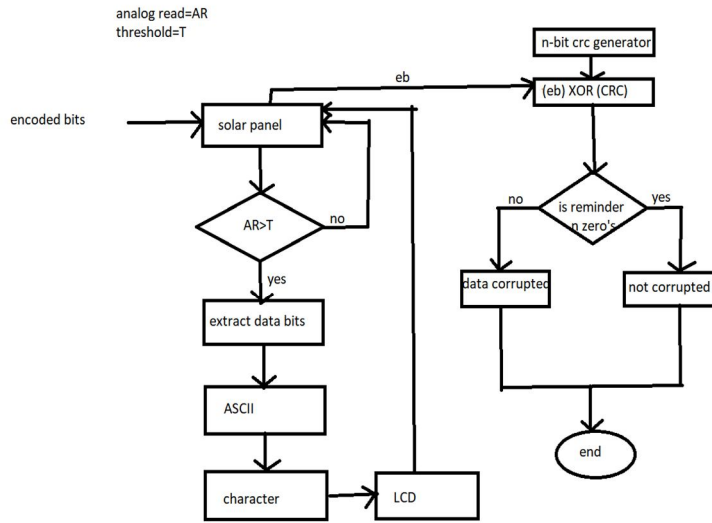 analog read=AR
threshold=T
encoded bits
solar panel
eb
AR>T
no
yes
extract data bits
ASCII
character
LCD
n-bit crc generator
(eb) XOR (CRC)
is reminder
n zero's
no
yes
data corrupted
not corrupted
end